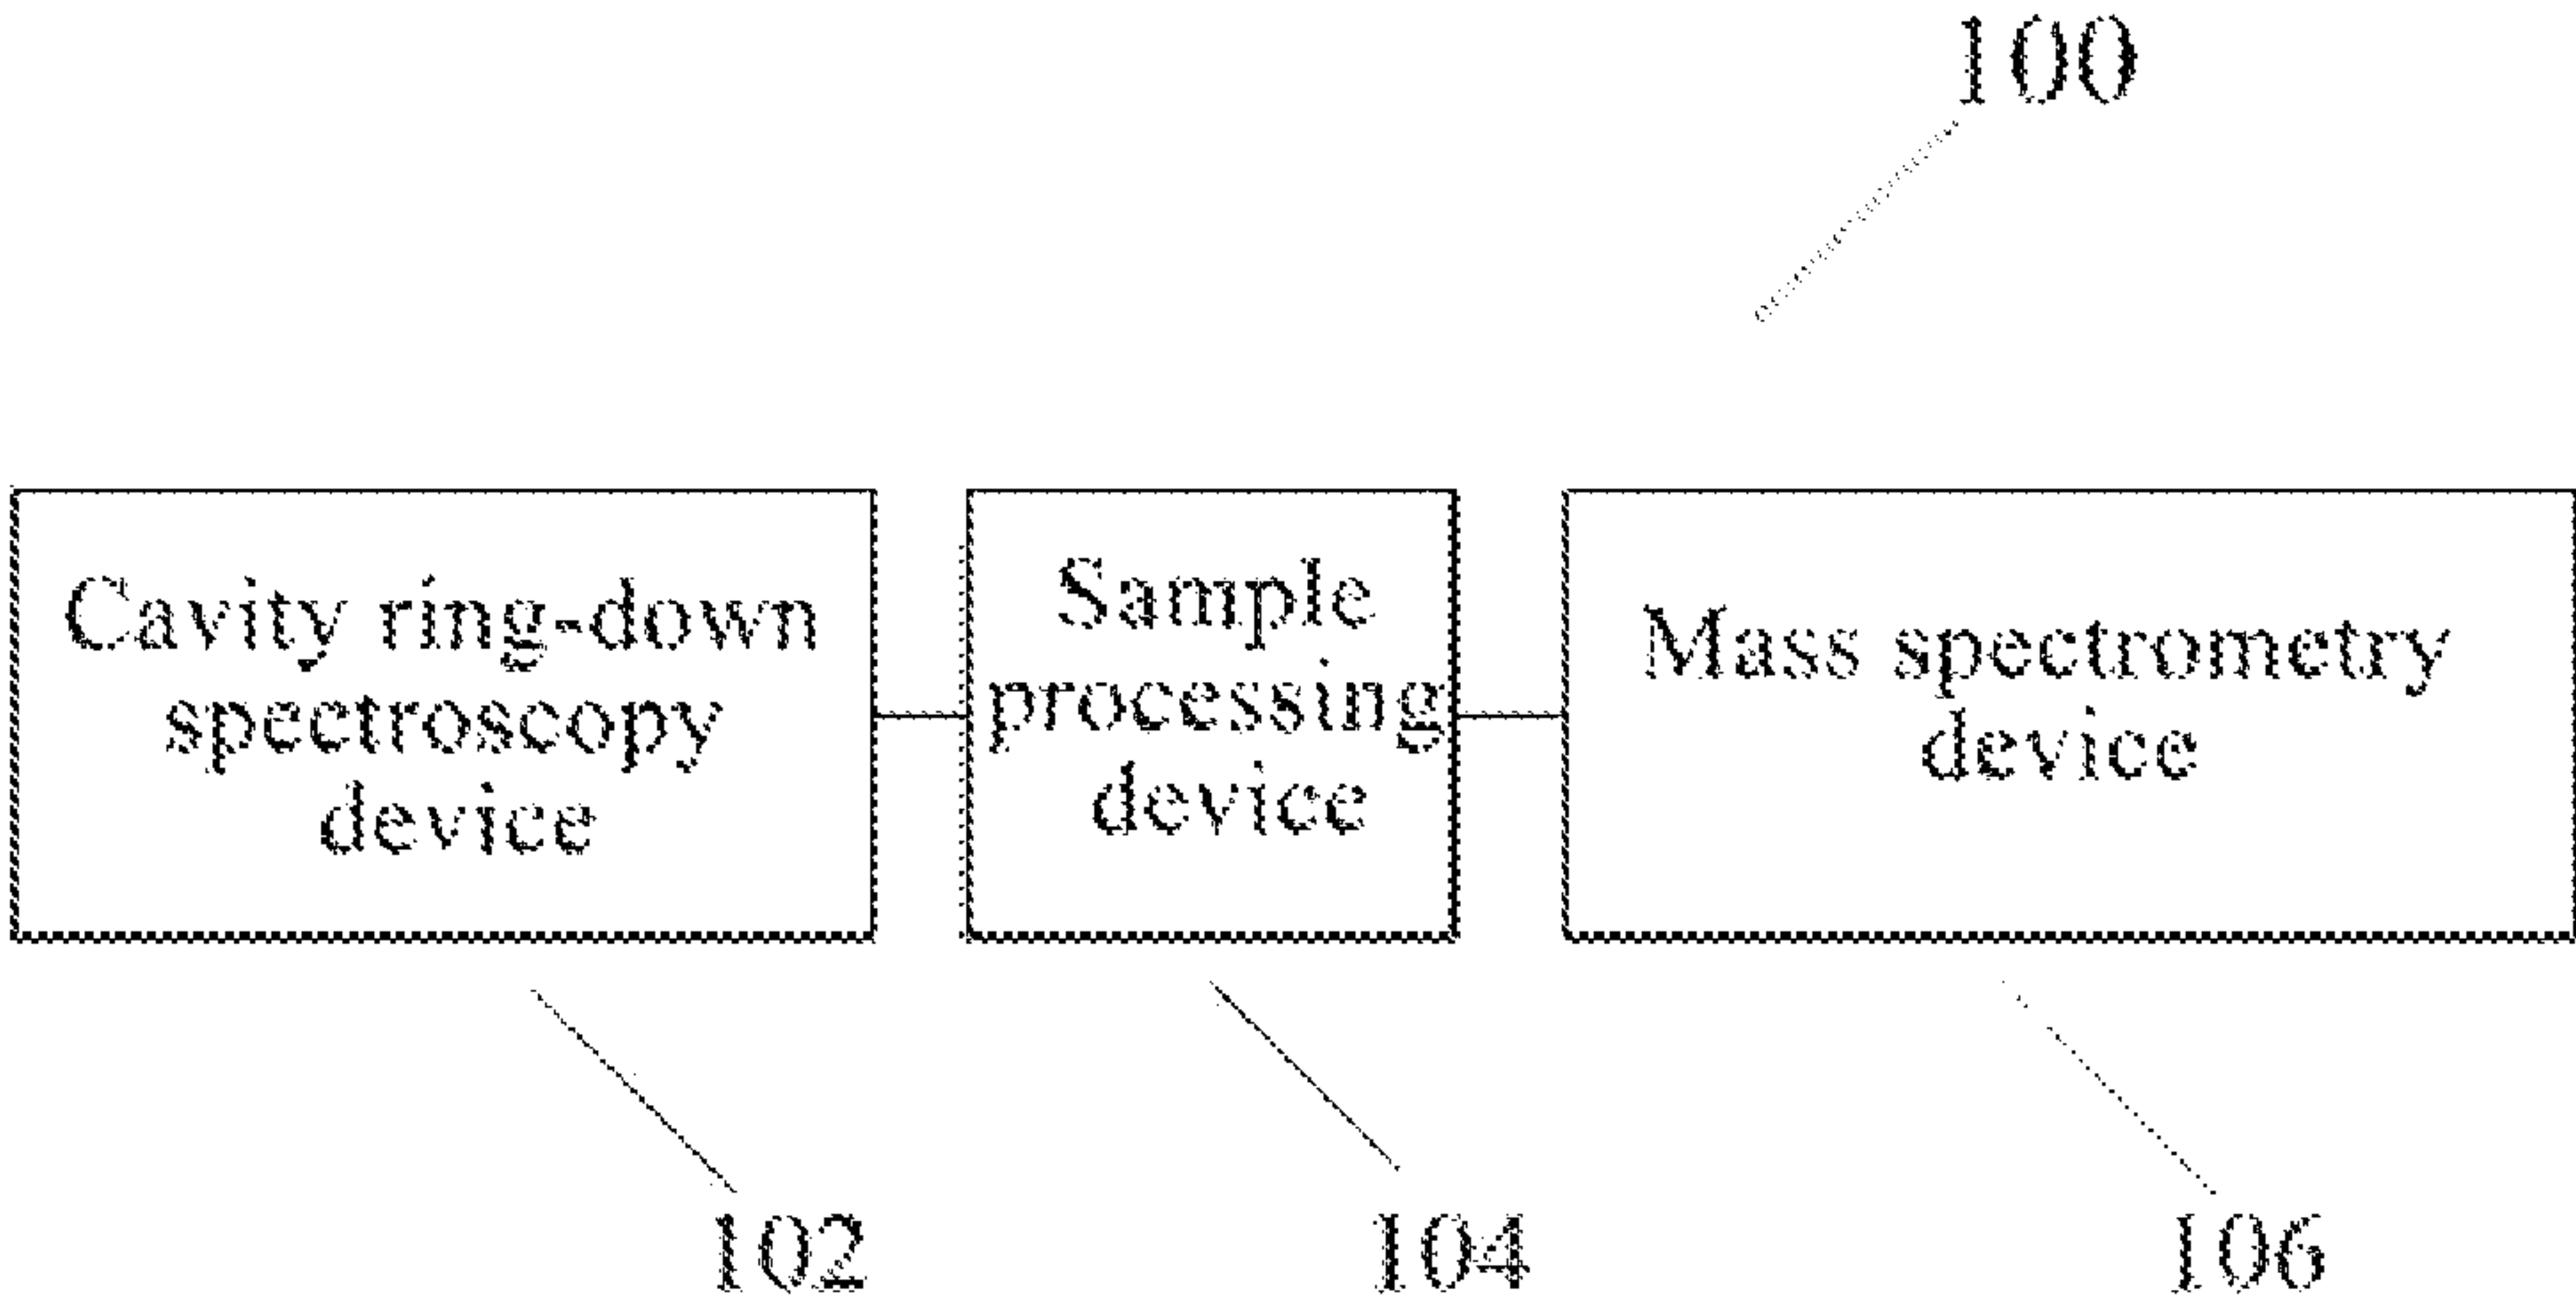 100
Cavity ring-down
spectroscopy
device
Sample
processing
device
Mass spectrometry
device
102
104
106